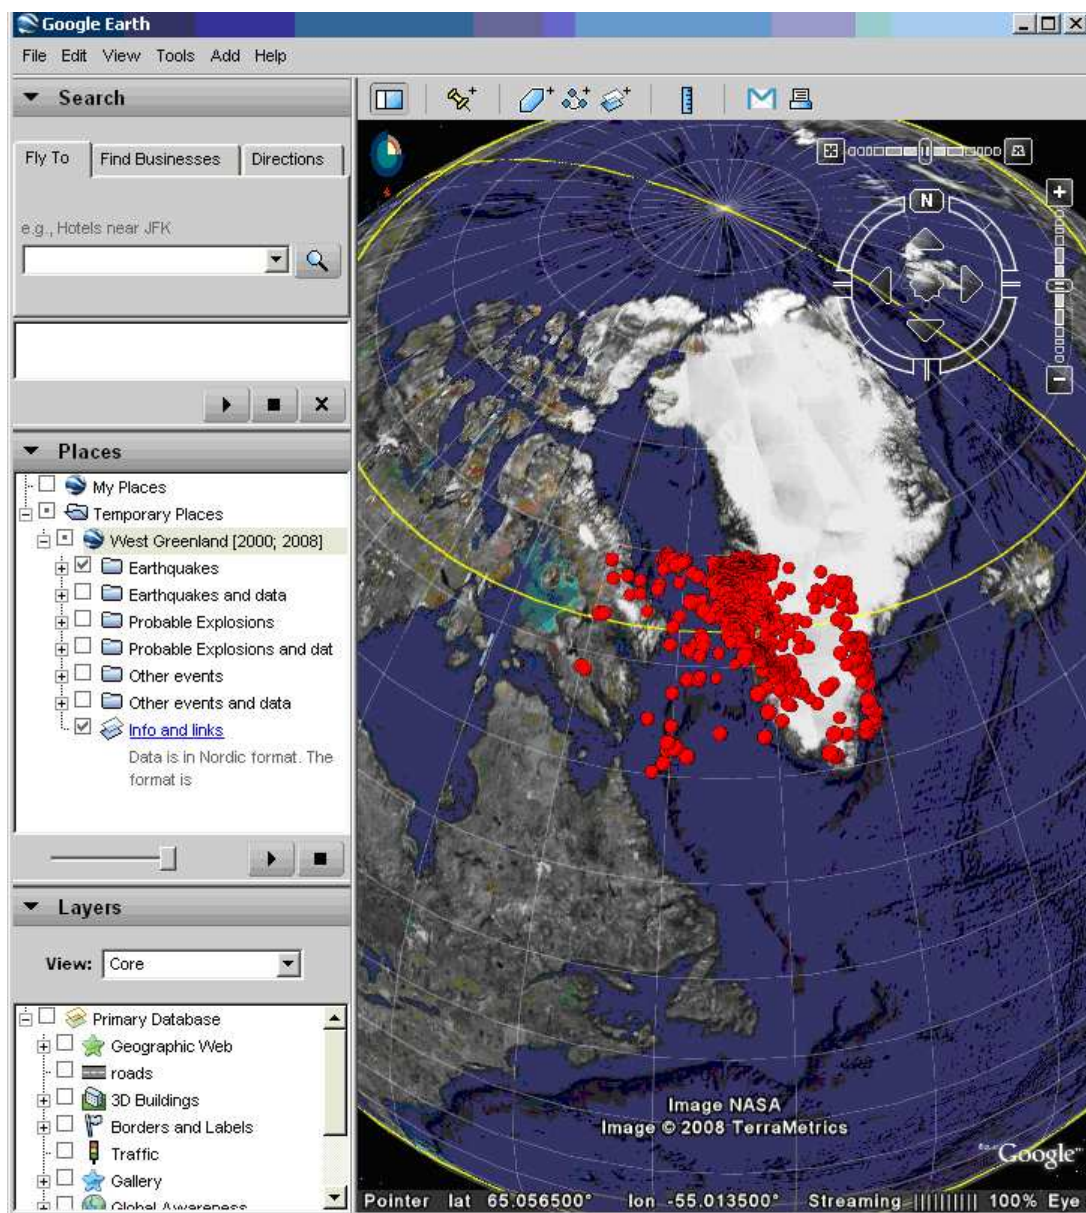 Google Earth
File Edit View Tools Add Help
Search
Fly To Find Businesses Directions
e.g., Hotels near JFK
Places
My Places
Temporary Places
West Greenland [2000; 2008]
Earthquakes
Earthquakes and data
Probable Explosions
Probable Explosions and dat
Other events
Other events and data
Info and links
Data is in Nordic format. The
format is
Layers
View: Core
Primary Database
Geographic Web
roads
3D Buildings
Borders and Labels
Traffic
Gallery
Global Awareness
N
Image NASA
Image © 2008 TerraMetrics
Google™
Pointer lat 65.056500° lon -55.013500° Streaming |||||||||| 100% Eye